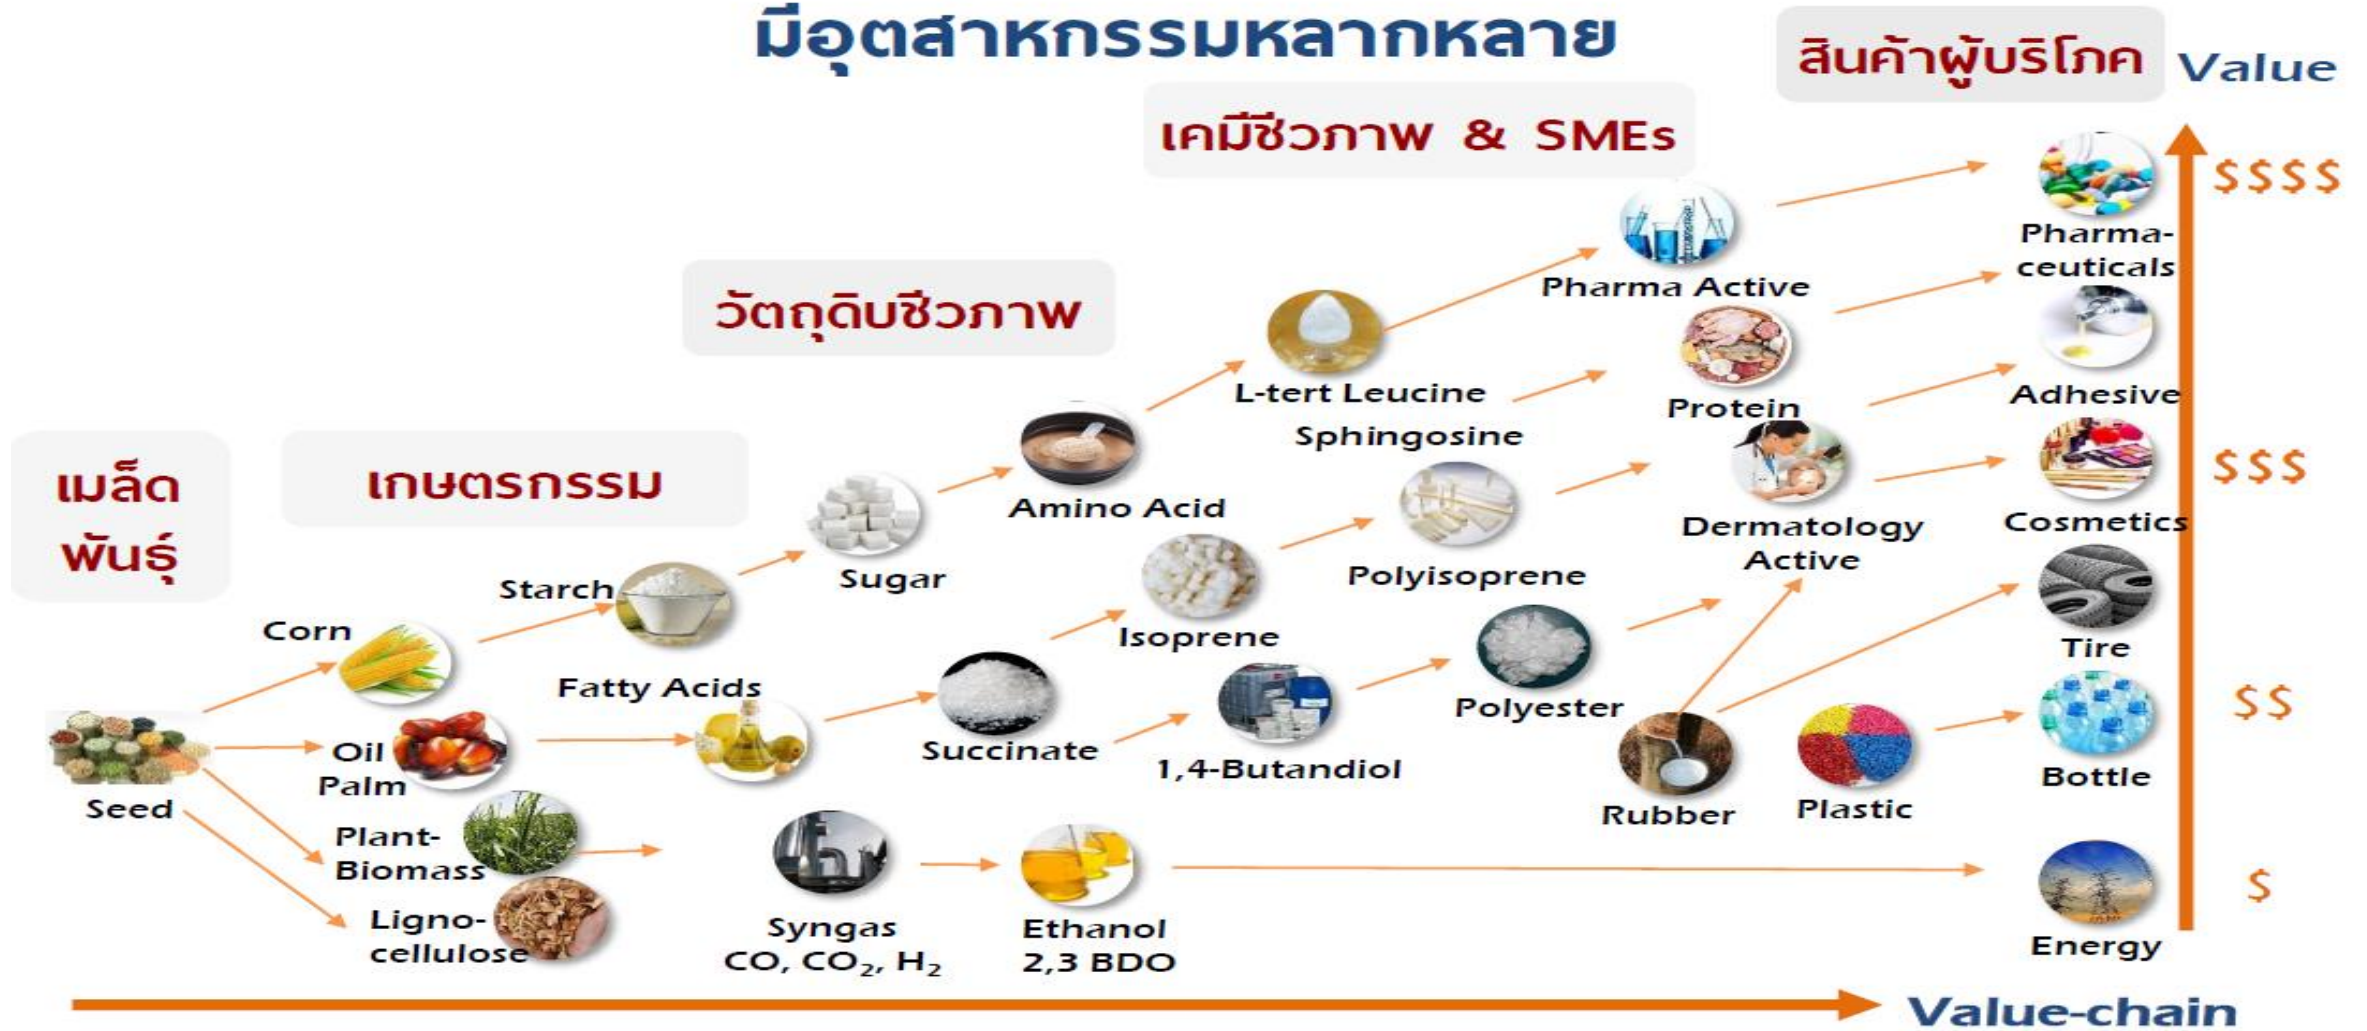 มีอุตสาหกรรมหลากหลาย
สินค้าผู้บริโภค
Value
เคมีชีวภาพ & SMEs
$$$$
Pharma-
ceuticals
Pharma Active
วัตถุดิบชีวภาพ
L-tert Leucine
Sphingosine
Protein
Adhesive
เมล็ด
พันธุ์
เกษตรกรรม
$$$
Amino Acid
Dermatology
Active
Cosmetics
Starch
Sugar
Polyisoprene
Corn
Isoprene
Tire
Fatty Acids
Polyester
$$
Oil
Palm
Succinate
1,4-Butandiol
Bottle
Seed
Rubber
Plastic
Plant-
Biomass
$
Ligno-
cellulose
Syngas
CO, CO₂, H₂
Ethanol
2,3 BDO
Energy
Value-chain